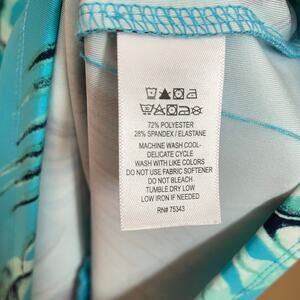 72% POLYESTER
28% SPANDEX / ELASTANE
MACHINE WASH COOL-
DELICATE CYCLE
WASH WITH LIKE COLORS
DO NOT USE FABRIC SOFTENER
DO NOT BLEACH
TUMBLE DRY LOW
LOW IRON IF NEEDED
RN# 75343